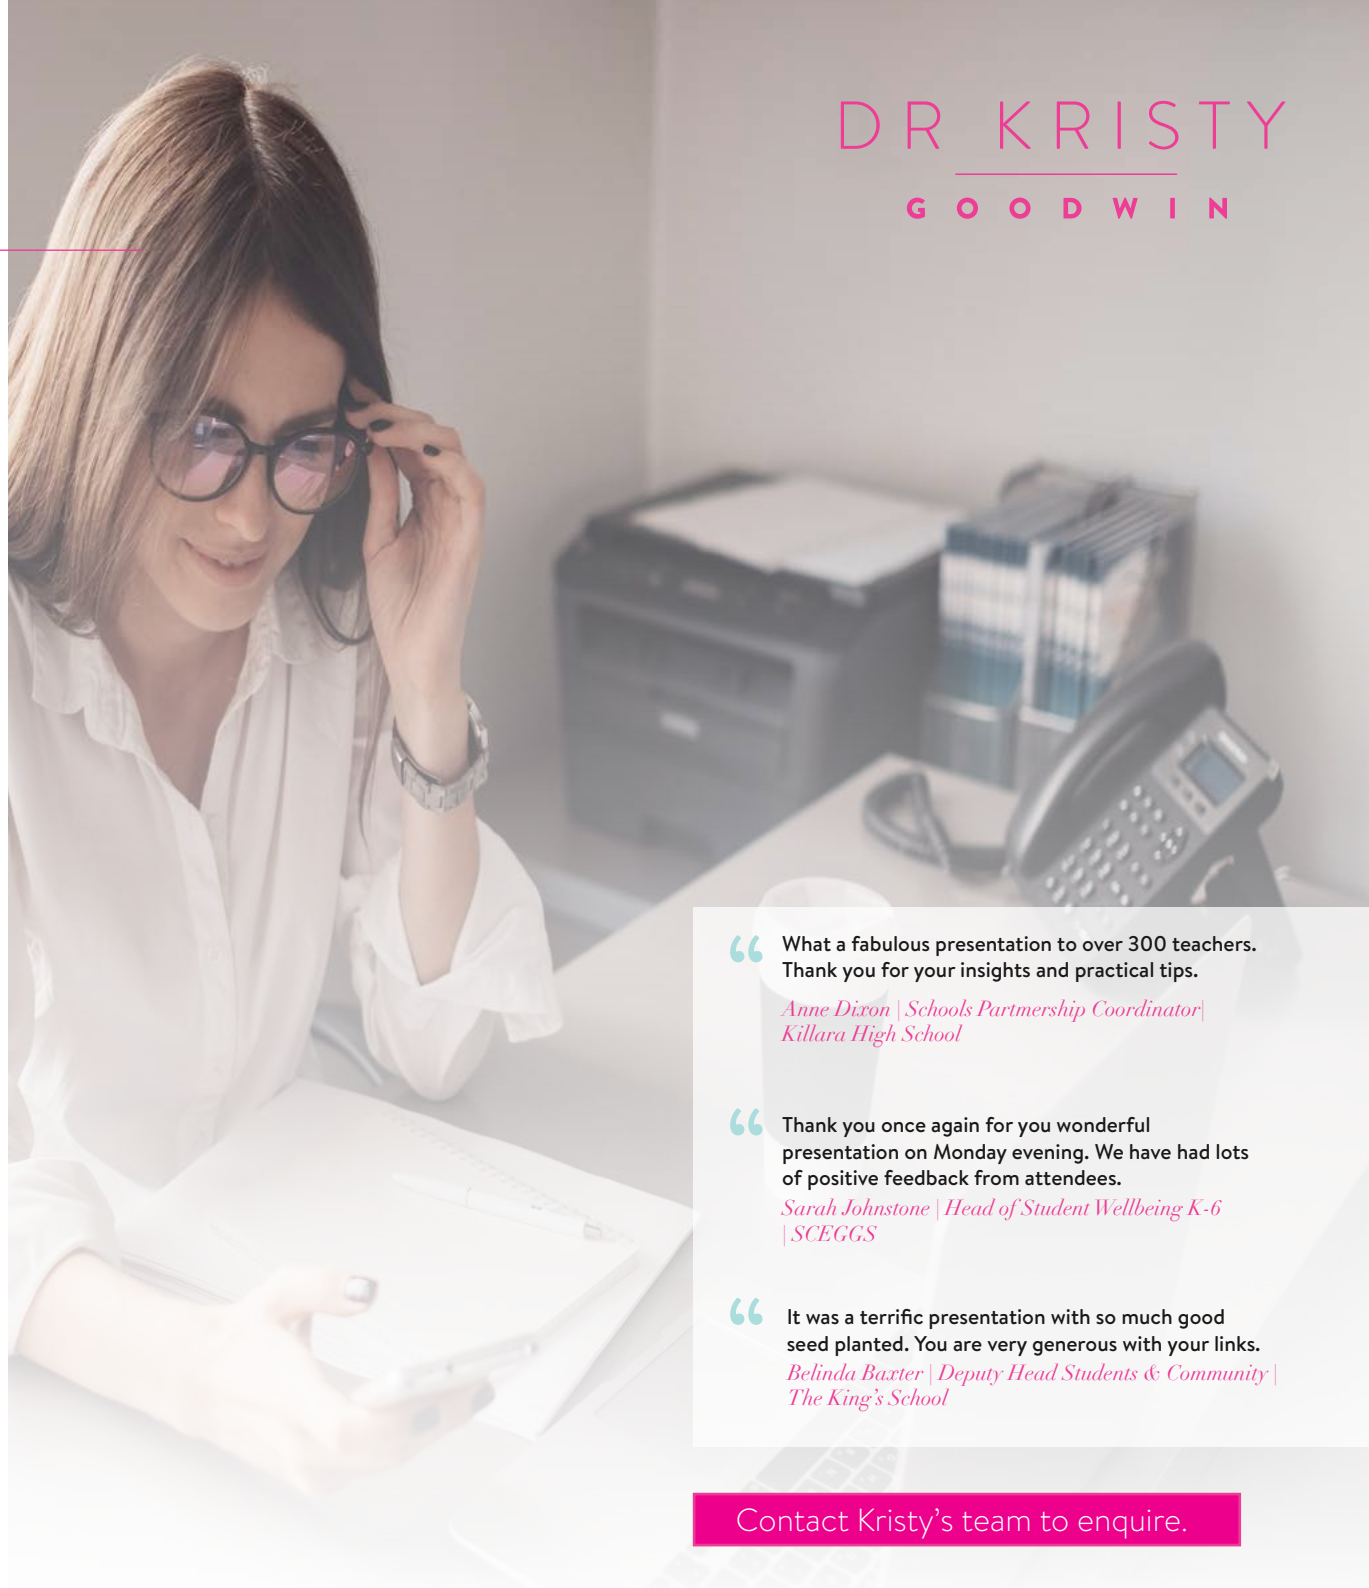 DR KRISTY
GOODWIN
“ What a fabulous presentation to over 300 teachers.
Thank you for your insights and practical tips.
Anne Dixon | Schools Partmership Coordinator|
Killara High School
“ Thank you once again for you wonderful
presentation on Monday evening. We have had lots
of positive feedback from attendees.
Sarah Johnstone | Head of Student Wellbeing K-6
| SCEGGS
“ It was a terrific presentation with so much good
seed planted. You are very generous with your links.
Belinda Baxter | Deputy Head Students & Community |
The King’s School
Contact Kristy’s team to enquire.